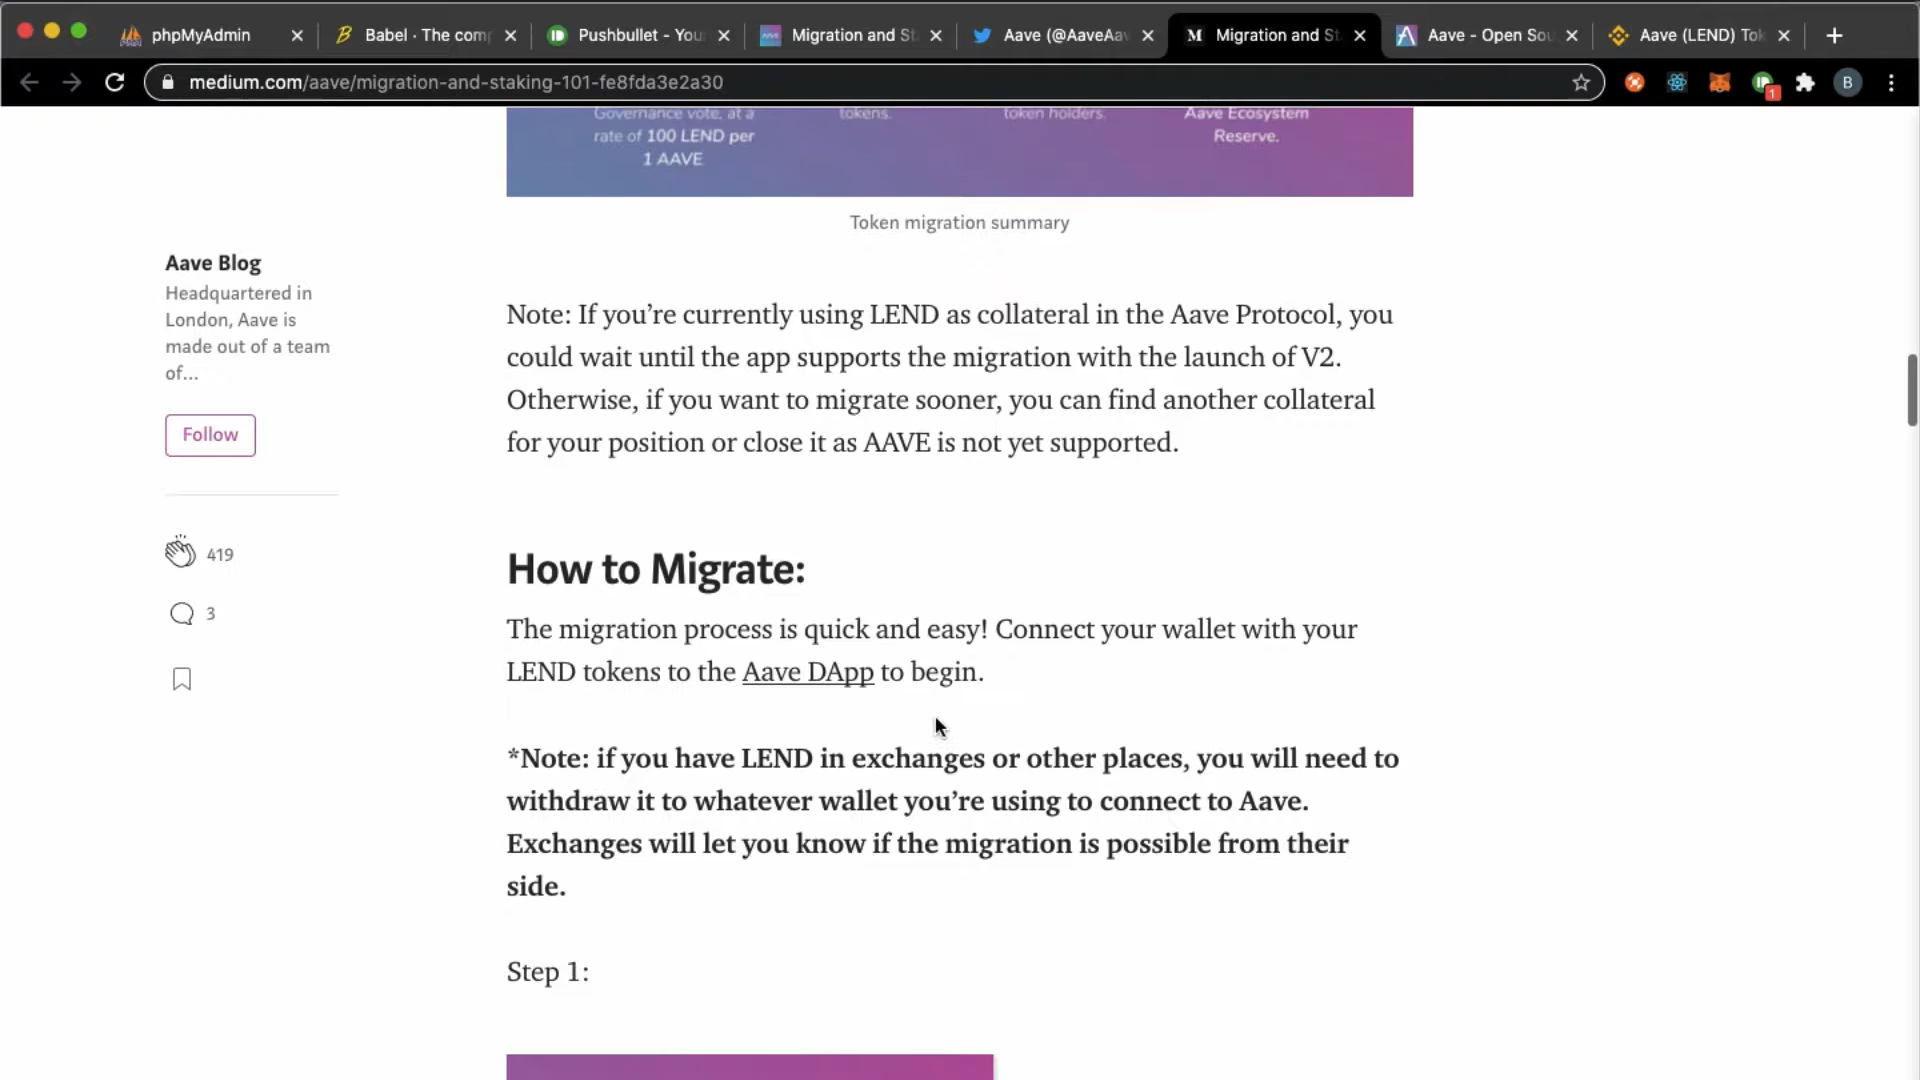 phpMyAdmin
Babel · The com
Pushbullet - You
Migration and St
Aave (@AaveAav
Migration and St
Aave - Open Sou
Aave (LEND) Tok
medium.com/aave/migration-and-staking-101-fe8fda3e2a30
1
B
Governance vote, at a
rate of 100 LEND per
1 AAVE
tokens.
token holders.
Aave Ecosystem
Reserve.
Token migration summary
Aave Blog
Headquartered in
London, Aave is
made out of a team
of...
Follow
419
3
Note: If you’re currently using LEND as collateral in the Aave Protocol, you
could wait until the app supports the migration with the launch of V2.
Otherwise, if you want to migrate sooner, you can find another collateral
for your position or close it as AAVE is not yet supported.
How to Migrate:
The migration process is quick and easy! Connect your wallet with your
LEND tokens to the Aave DApp to begin.
*Note: if you have LEND in exchanges or other places, you will need to
withdraw it to whatever wallet you’re using to connect to Aave.
Exchanges will let you know if the migration is possible from their
side.
Step 1: